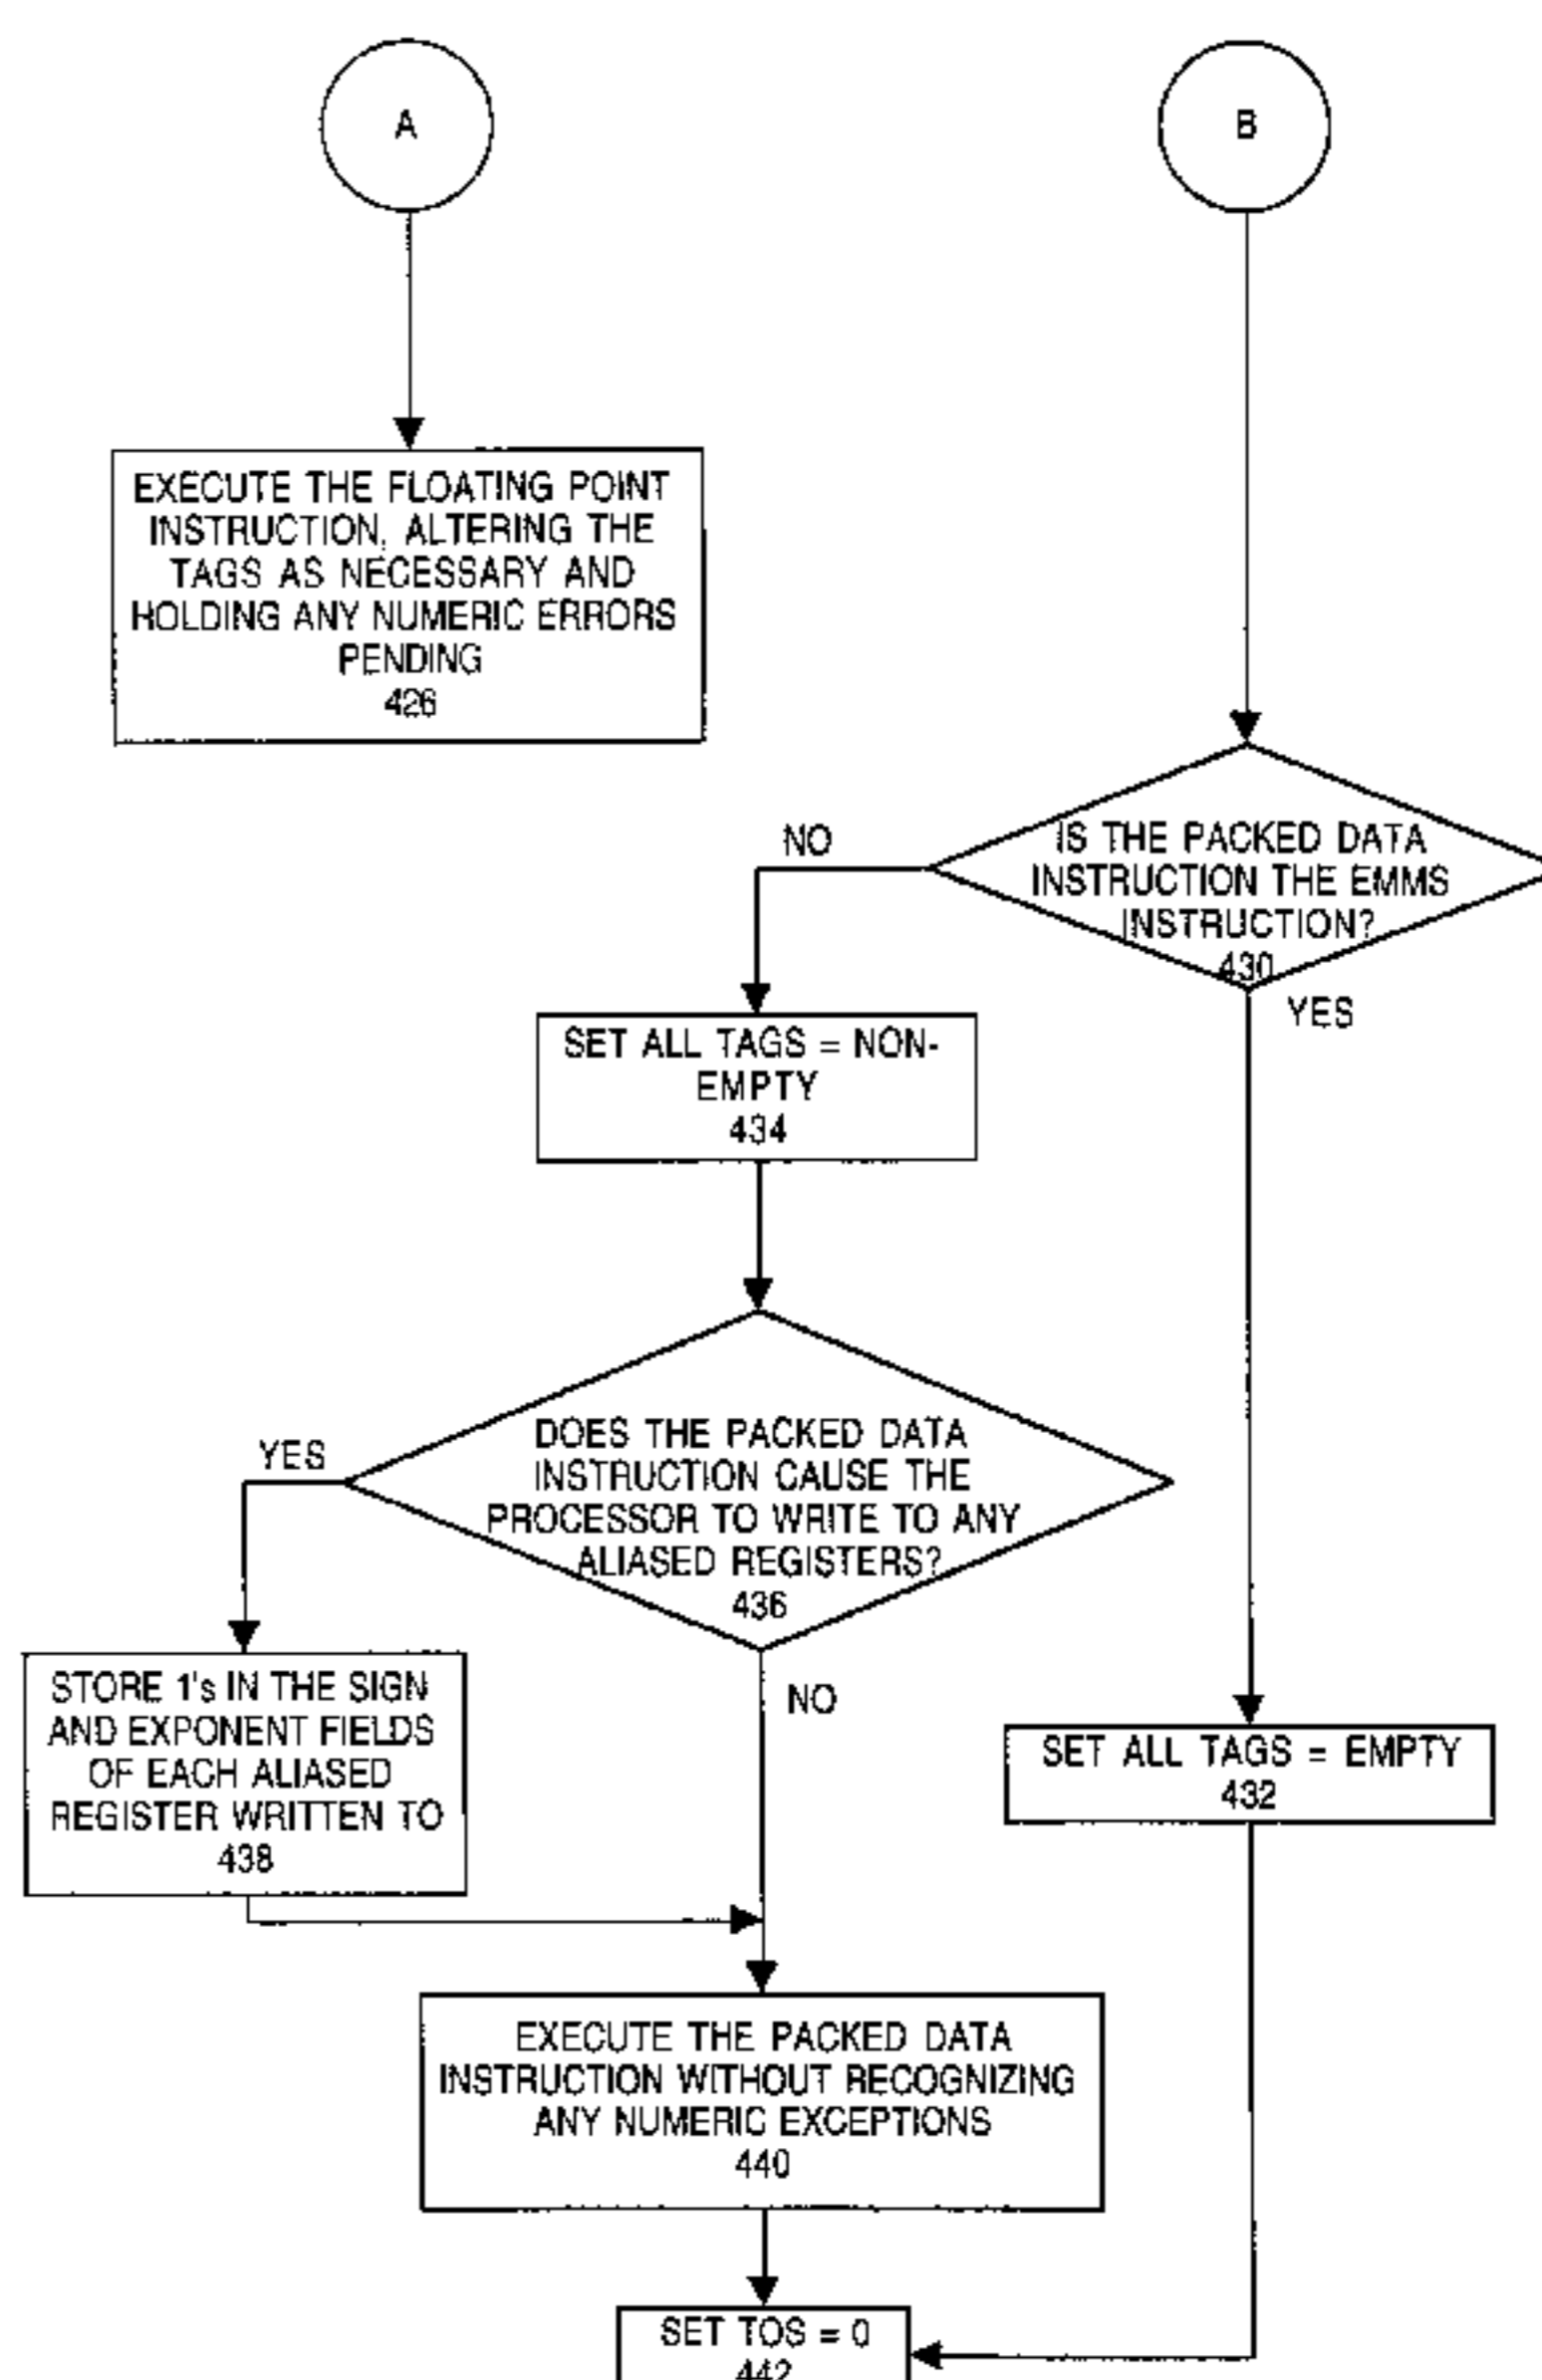 A
B
EXECUTE THE FLOATING POINT
INSTRUCTION, ALTERING THE
TAGS AS NECESSARY AND
HOLDING ANY NUMERIC ERRORS
PENDING
426
IS THE PACKED DATA
INSTRUCTION THE EMMS
INSTRUCTION?
430
NO
YES
SET ALL TAGS = NON-
EMPTY
434
DOES THE PACKED DATA
INSTRUCTION CAUSE THE
PROCESSOR TO WRITE TO ANY
ALIASED REGISTERS?
436
YES
NO
STORE 1's IN THE SIGN
AND EXPONENT FIELDS
OF EACH ALIASED
REGISTER WRITTEN TO
438
SET ALL TAGS = EMPTY
432
EXECUTE THE PACKED DATA
INSTRUCTION WITHOUT RECOGNIZING
ANY NUMERIC EXCEPTIONS
440
SET TOS = 0
442